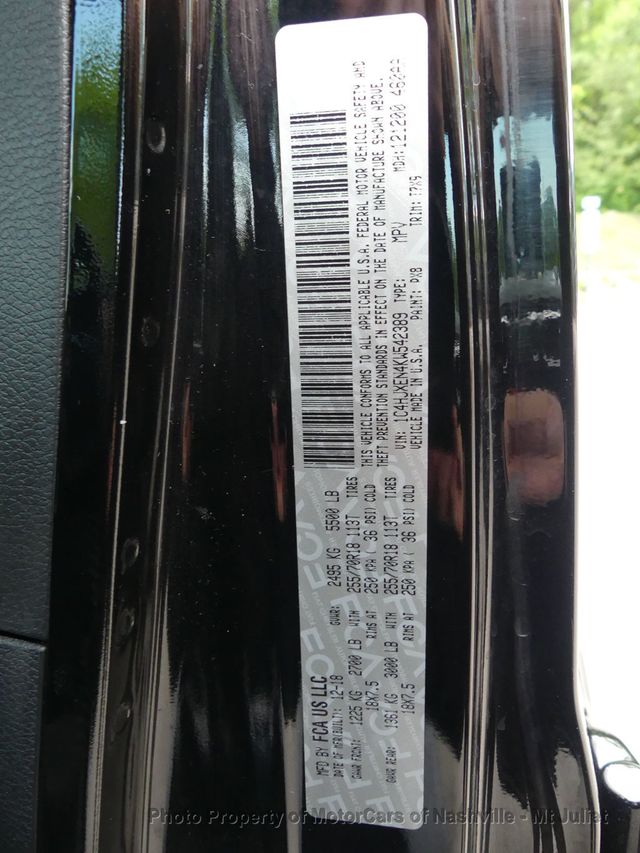 MFD BY FCA US LLC
DATE OF MFR(BUILT): 12-18 GVWR: 2495 KG 5500 LB
GAWR FRONT: 1225 KG 2700 LB WITH 255/70R18 113T TIRES
18X7.5 RIMS AT 250 KPA ( 36 PSI) COLD
GAWR REAR: 1361 KG 3000 LB WITH 255/70R18 113T TIRES
18X7.5 RIMS AT 250 KPA ( 36 PSI) COLD
THIS VEHICLE CONFORMS TO ALL APPLICABLE U.S.A. FEDERAL MOTOR VEHICLE SAFETY AND
THEFT PREVENTION STANDARDS IN EFFECT ON THE DATE OF MANUFACTURE SHOWN ABOVE.
VIN: 1C4HJXEN4KW542389 TYPE: MPV MDH: 121200 462AA
VEHICLE MADE IN U.S.A. PAINT: PX8 TRIM: T7X9
Photo Property of MotorCars of Nashville - Mt Juliet